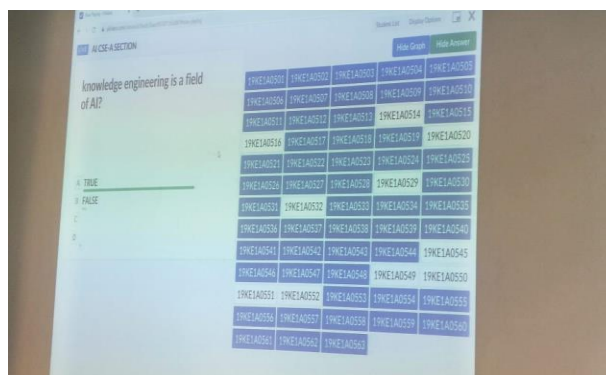 Student List Display Options
AI CSE-A SECTION
Hide Graph Hide Answer
knowledge engineering is a field
of AI?
A TRUE
B FALSE
C
D
19KE1A0501 19KE1A0502 19KE1A0503 19KE1A0504 19KE1A0505
19KE1A0506 19KE1A0507 19KE1A0508 19KE1A0509 19KE1A0510
19KE1A0511 19KE1A0512 19KE1A0513 19KE1A0514 19KE1A0515
19KE1A0516 19KE1A0517 19KE1A0518 19KE1A0519 19KE1A0520
19KE1A0521 19KE1A0522 19KE1A0523 19KE1A0524 19KE1A0525
19KE1A0526 19KE1A0527 19KE1A0528 19KE1A0529 19KE1A0530
19KE1A0531 19KE1A0532 19KE1A0533 19KE1A0534 19KE1A0535
19KE1A0536 19KE1A0537 19KE1A0538 19KE1A0539 19KE1A0540
19KE1A0541 19KE1A0542 19KE1A0543 19KE1A0544 19KE1A0545
19KE1A0546 19KE1A0547 19KE1A0548 19KE1A0549 19KE1A0550
19KE1A0551 19KE1A0552 19KE1A0553 19KE1A0554 19KE1A0555
19KE1A0556 19KE1A0557 19KE1A0558 19KE1A0559 19KE1A0560
19KE1A0561 19KE1A0562 19KE1A0563